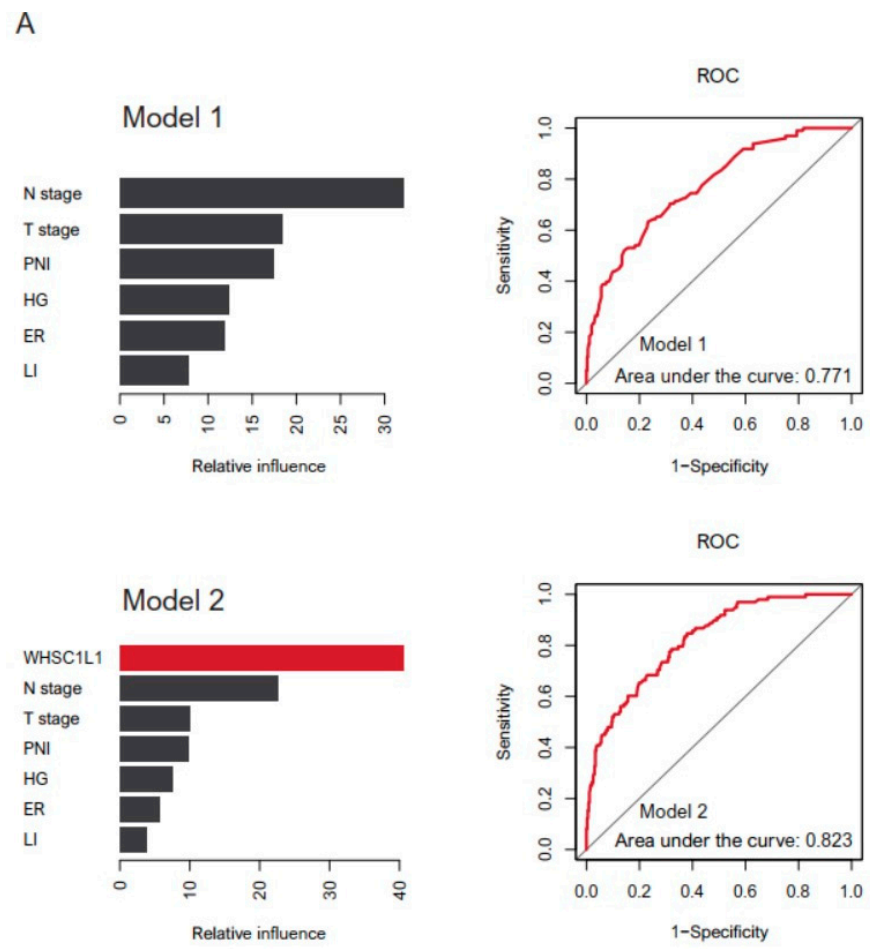 A
Model 1
N stage
T stage
PNI
HG
ER
LI
0 5 10 15 20 25 30
Relative influence
ROC
1.0
0.8
0.6
0.4
0.2
0.0
Sensitivity
Model 1
Area under the curve: 0.771
0.0 0.2 0.4 0.6 0.8 1.0
1−Specificity
Model 2
WHSC1L1
N stage
T stage
PNI
HG
ER
LI
0 10 20 30 40
Relative influence
ROC
1.0
0.8
0.6
0.4
0.2
0.0
Sensitivity
Model 2
Area under the curve: 0.823
0.0 0.2 0.4 0.6 0.8 1.0
1−Specificity